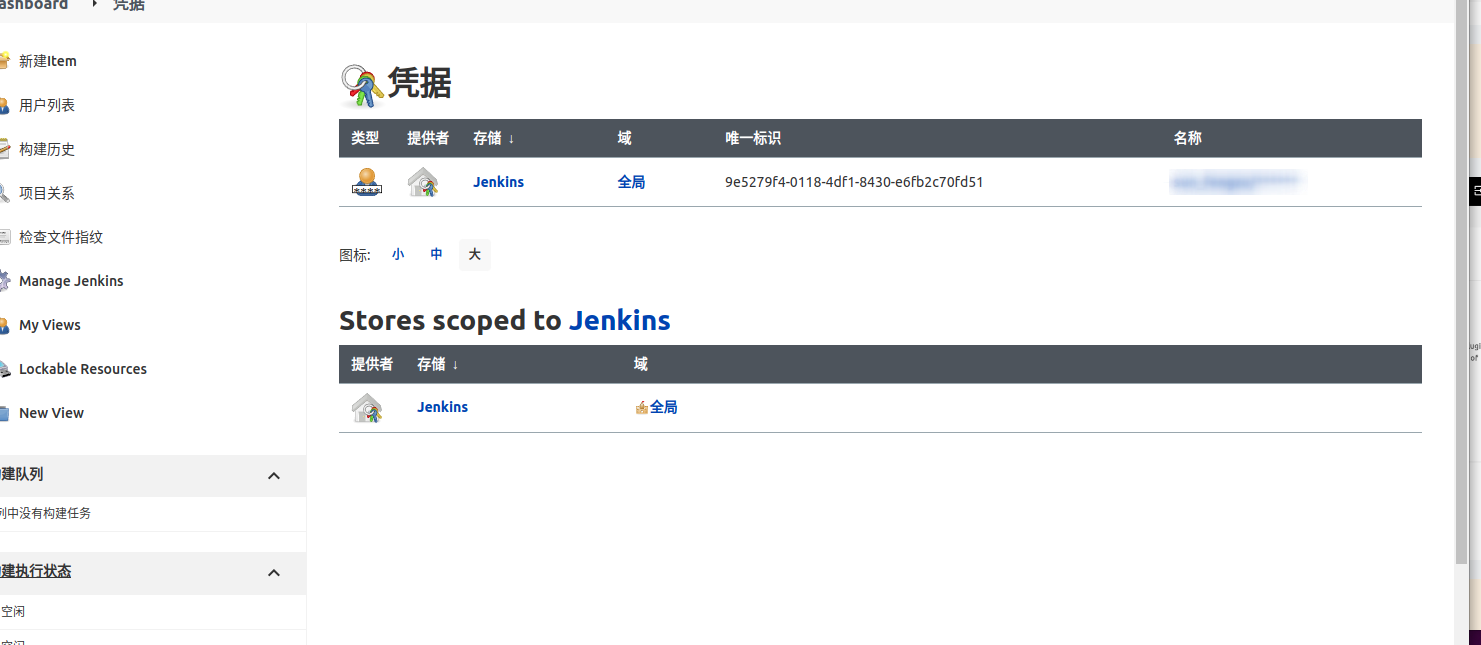 ashboard ‣ 凭据
新建Item
用户列表
构建历史
项目关系
检查文件指纹
Manage Jenkins
My Views
Lockable Resources
New View
建队列
列中没有构建任务
建执行状态
空闲
空闲
凭据
类型 提供者 存储 ↓ 域 唯一标识 名称
Jenkins 全局 9e5279f4-0118-4df1-8430-e6fb2c70fd51
图标: 小 中 大
Stores scoped to Jenkins
提供者 存储 ↓ 域
Jenkins 全局
ugi
of